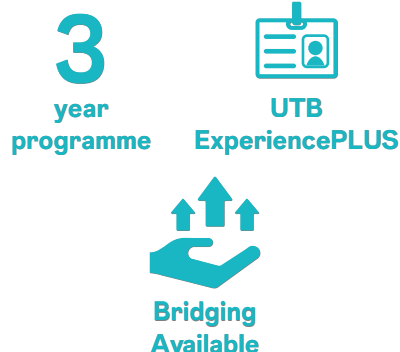 3
year
programme
UTB
ExperiencePLUS
Bridging
Available